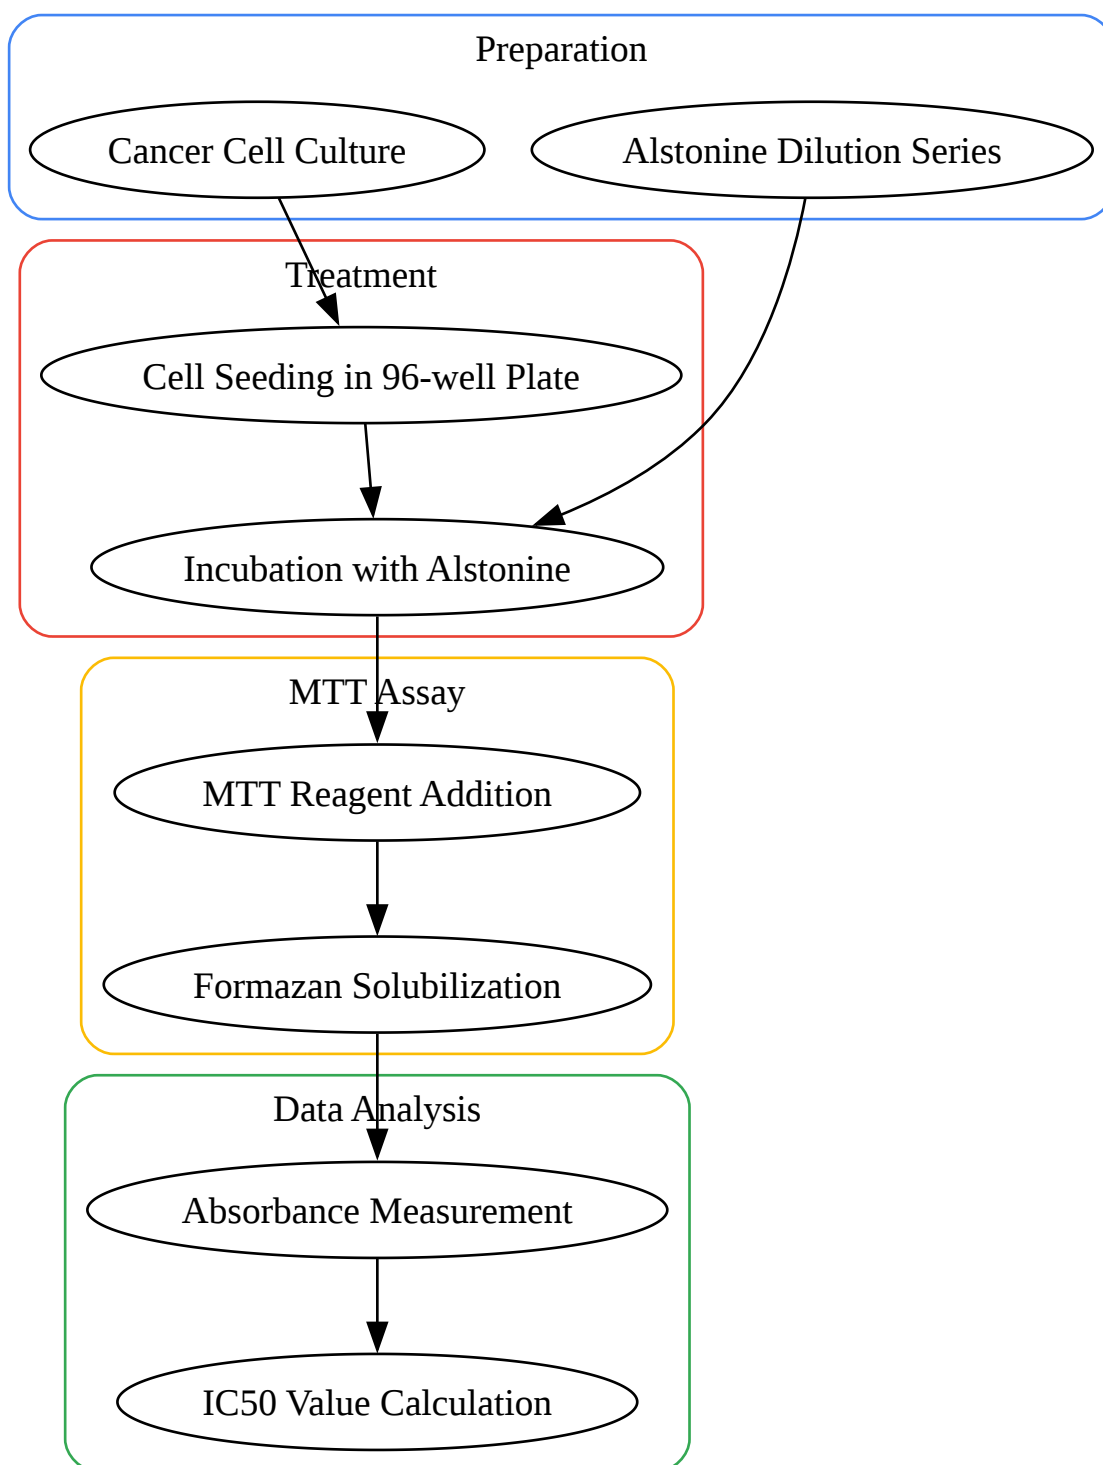 Preparation
Cancer Cell Culture
Alstonine Dilution Series
Treatment
Cell Seeding in 96-well Plate
Incubation with Alstonine
MTT Assay
MTT Reagent Addition
Formazan Solubilization
Data Analysis
Absorbance Measurement
IC50 Value Calculation